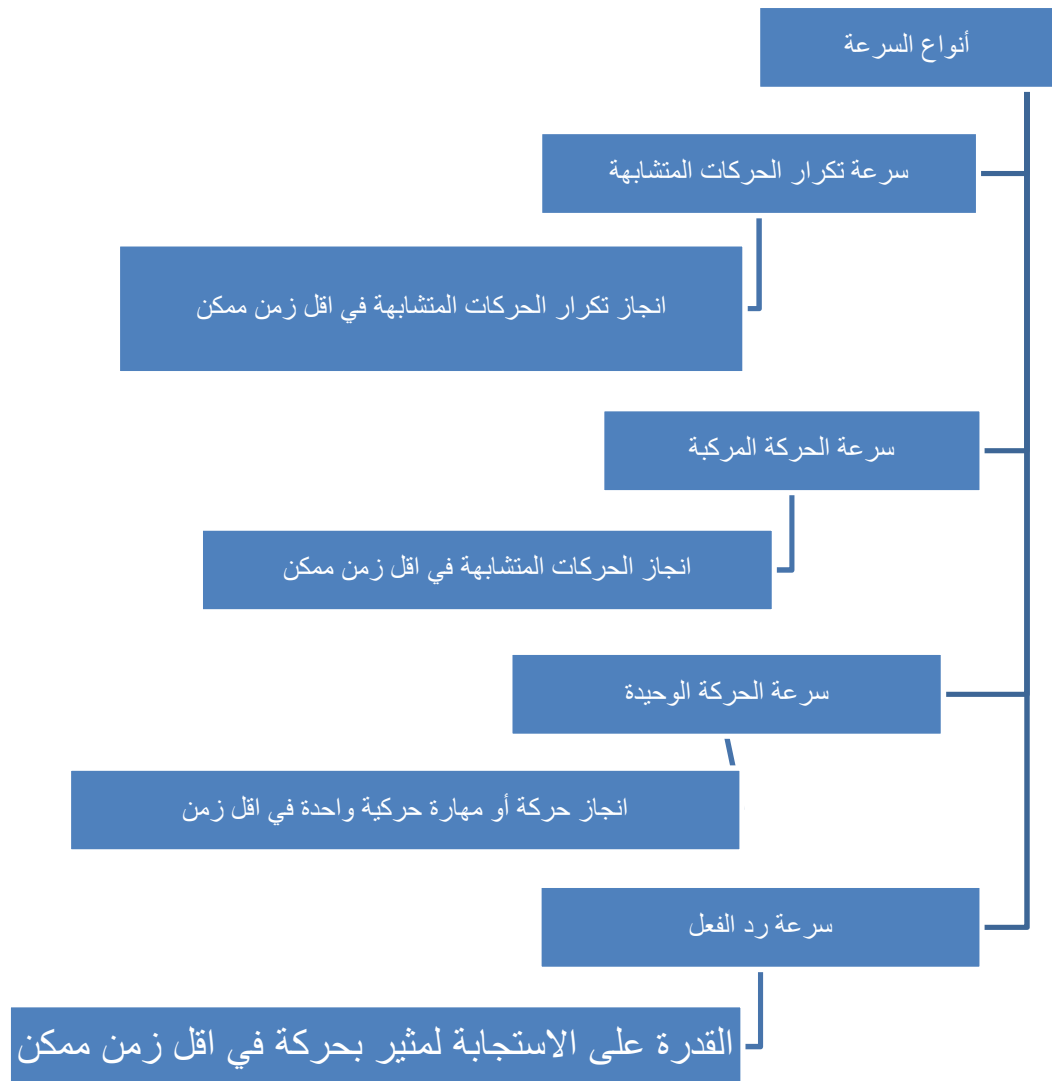 أنواع السرعة
سرعة تكرار الحركات المتشابهة
انجاز تكرار الحركات المتشابهة في اقل زمن ممكن
سرعة الحركة المركبة
انجاز الحركات المتشابهة في اقل زمن ممكن
سرعة الحركة الوحيدة
انجاز حركة أو مهارة حركية واحدة في اقل زمن
سرعة رد الفعل
القدرة على الاستجابة لمثير بحركة في اقل زمن ممكن